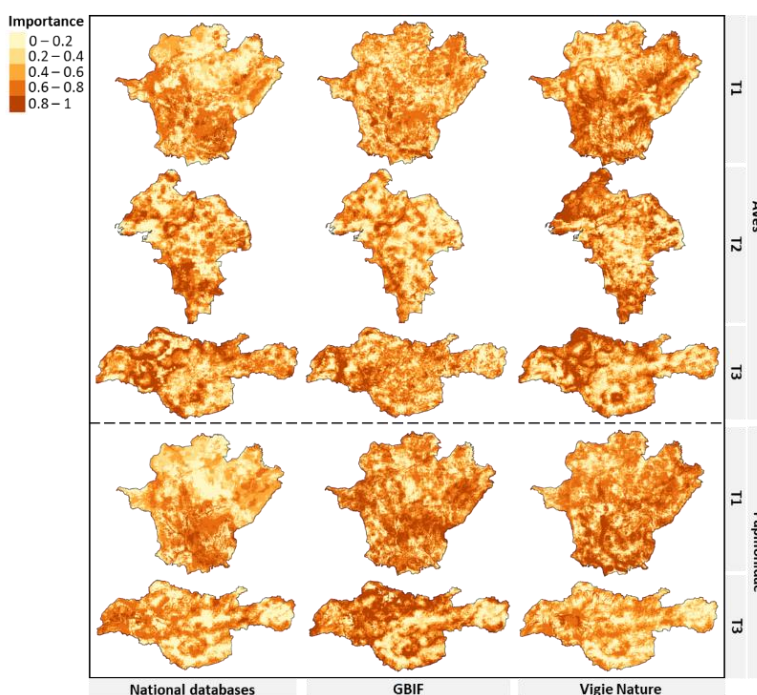 Importance
0 – 0.2
0.2 – 0.4
0.4 – 0.6
0.6 – 0.8
0.8 – 1
T1
T2
T3
Aves
T1
T3
National databases
GBIF
Vigie Nature